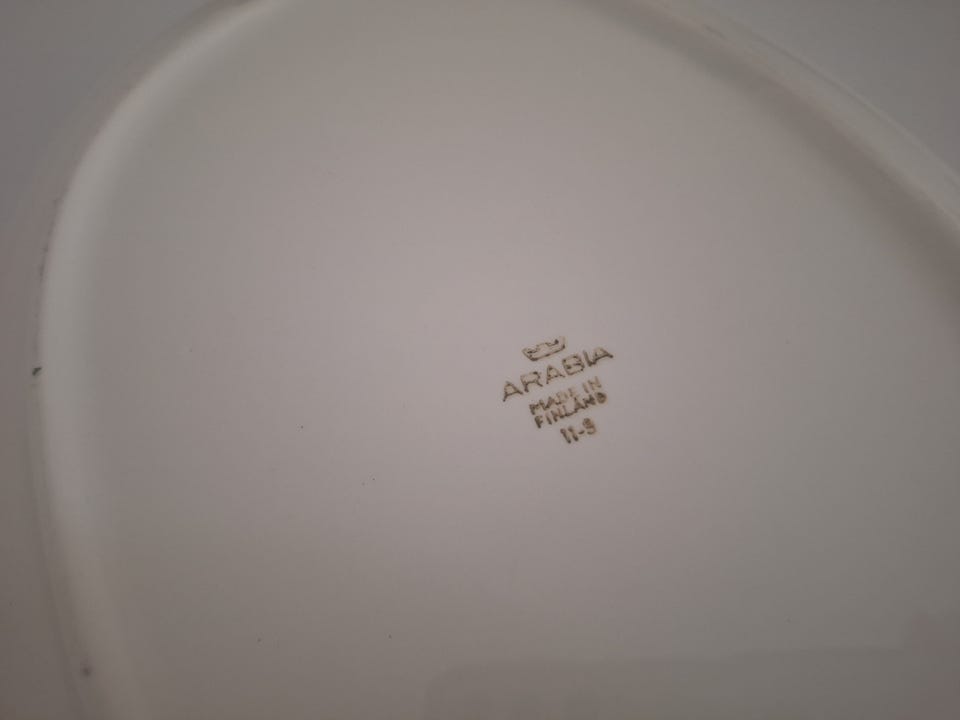 ARABIA
MADE IN
FINLAND
11-9